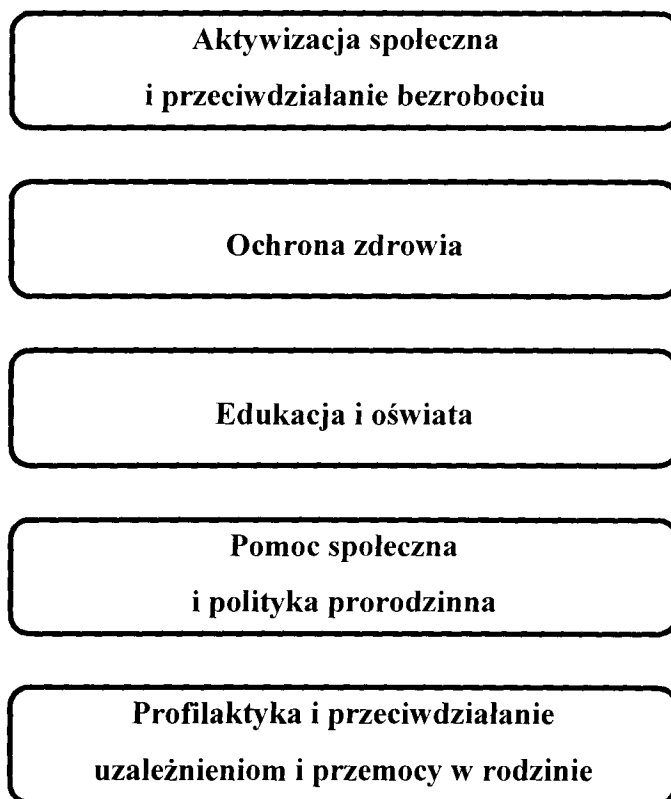 Aktywizacja społeczna
i przeciwdziałanie bezrobociu
Ochrona zdrowia
Edukacja i oświata
Pomoc społeczna
i polityka prorodzinna
Profilaktyka i przeciwdziałanie
uzależnieniom i przemocy w rodzinie